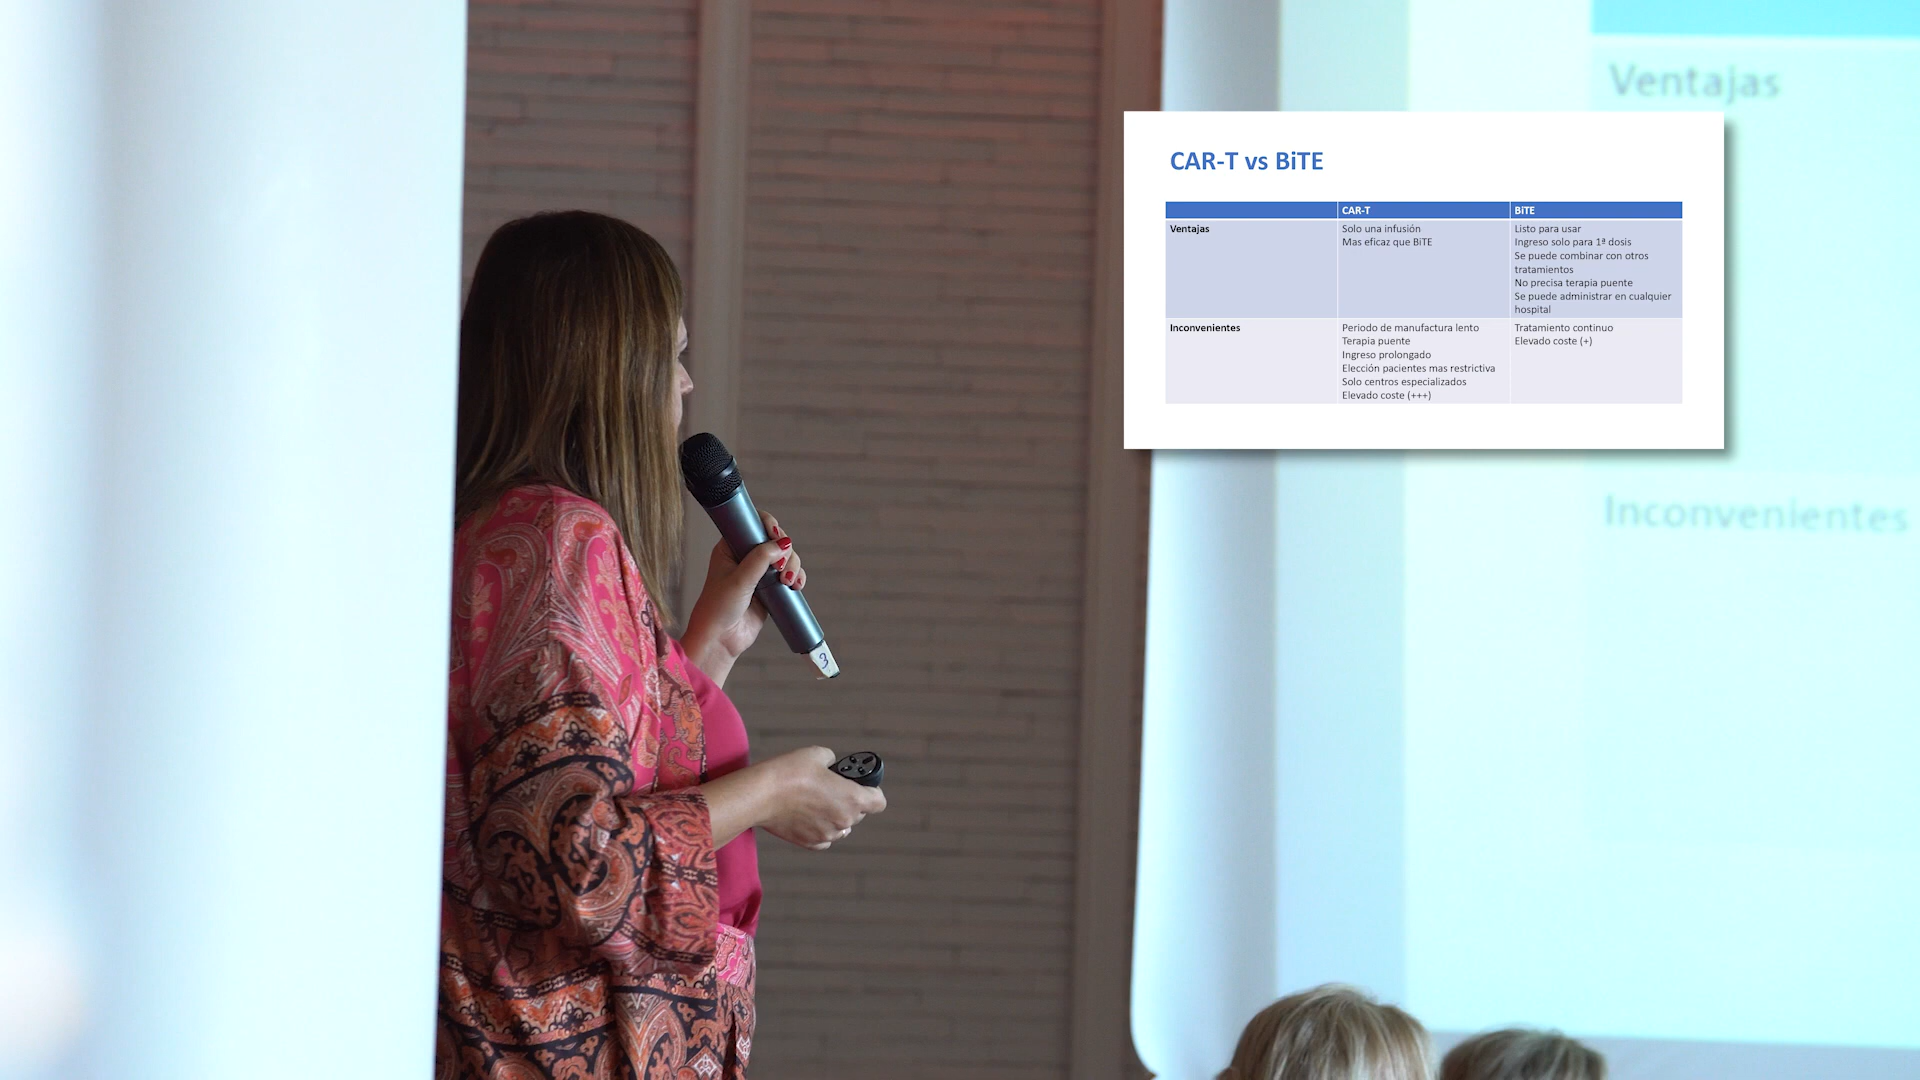 Ventajas
CAR-T vs BiTE
CAR-T
BiTE
Ventajas
Solo una infusión
Mas eficaz que BiTE
Listo para usar
Ingreso solo para 1ª dosis
Se puede combinar con otros
tratamientos
No precisa terapia puente
Se puede administrar en cualquier
hospital
Inconvenientes
Periodo de manufactura lento
Terapia puente
Ingreso prolongado
Elección pacientes mas restrictiva
Solo centros especializados
Elevado coste (+++)
Tratamiento continuo
Elevado coste (+)
Inconvenientes
3